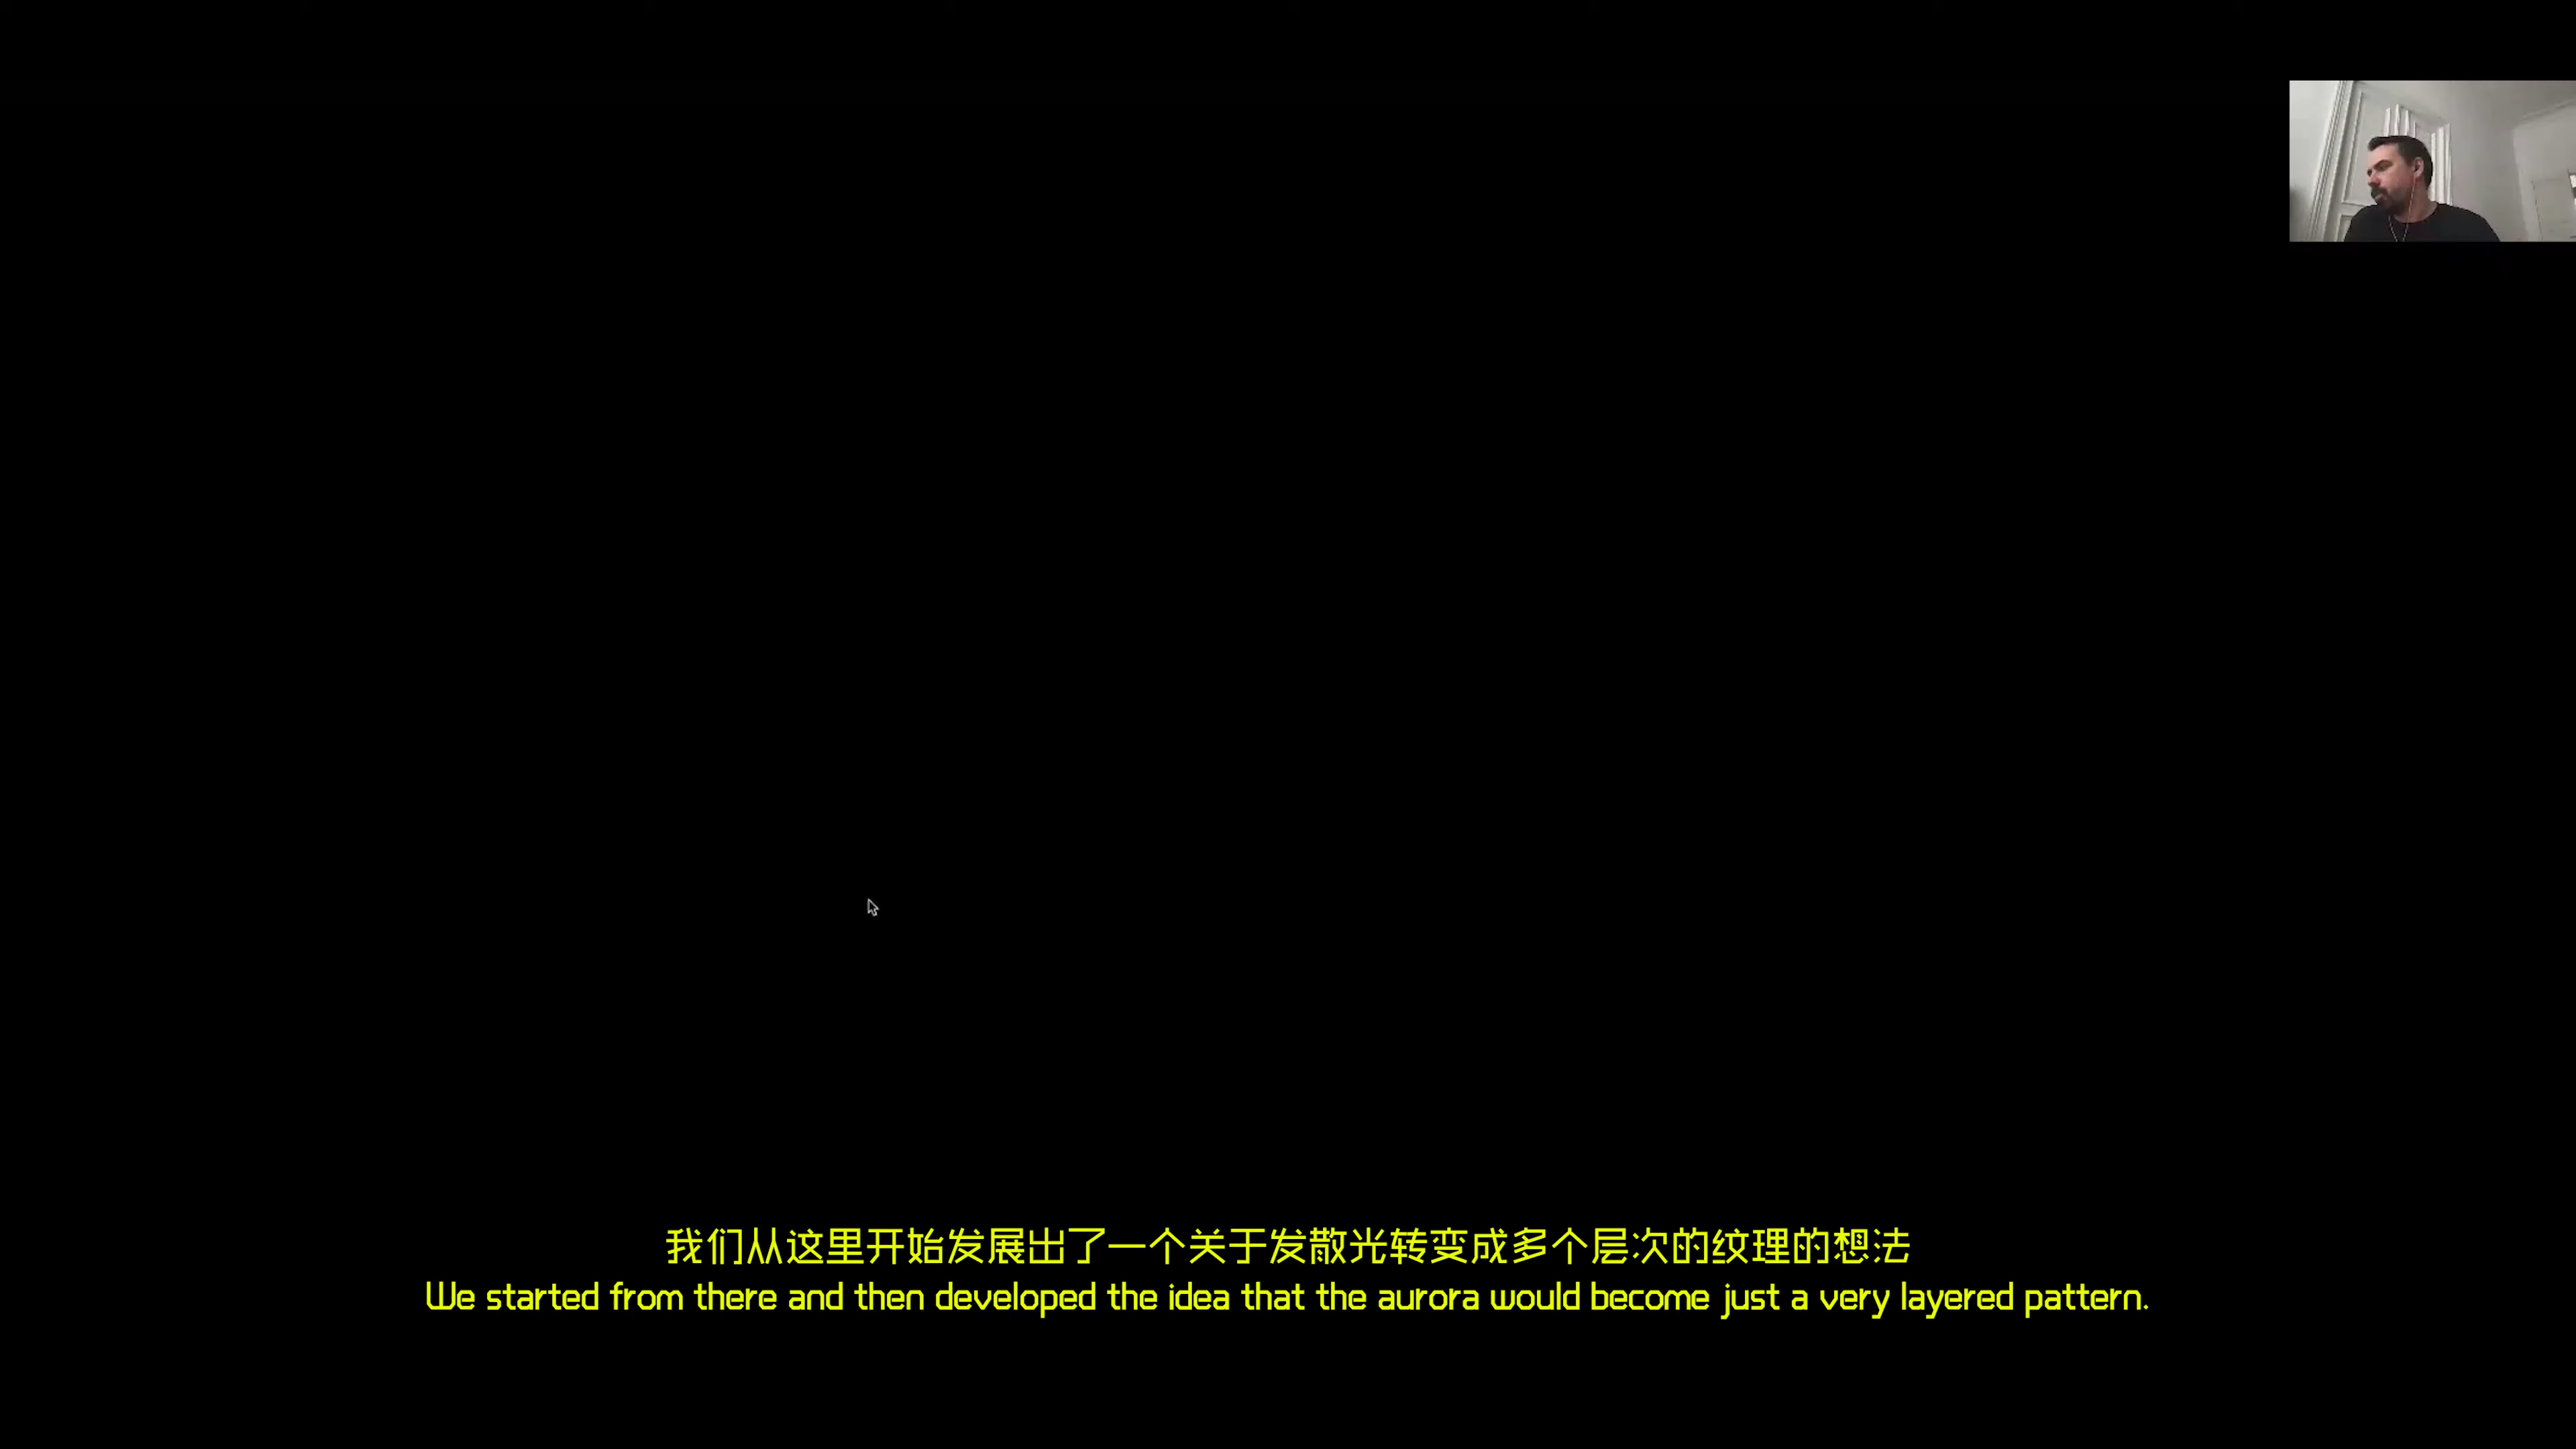 我们从这里开始发展出了一个关于发散光转变成多个层次的纹理的想法
We started from there and then developed the idea that the aurora would become just a very layered pattern.